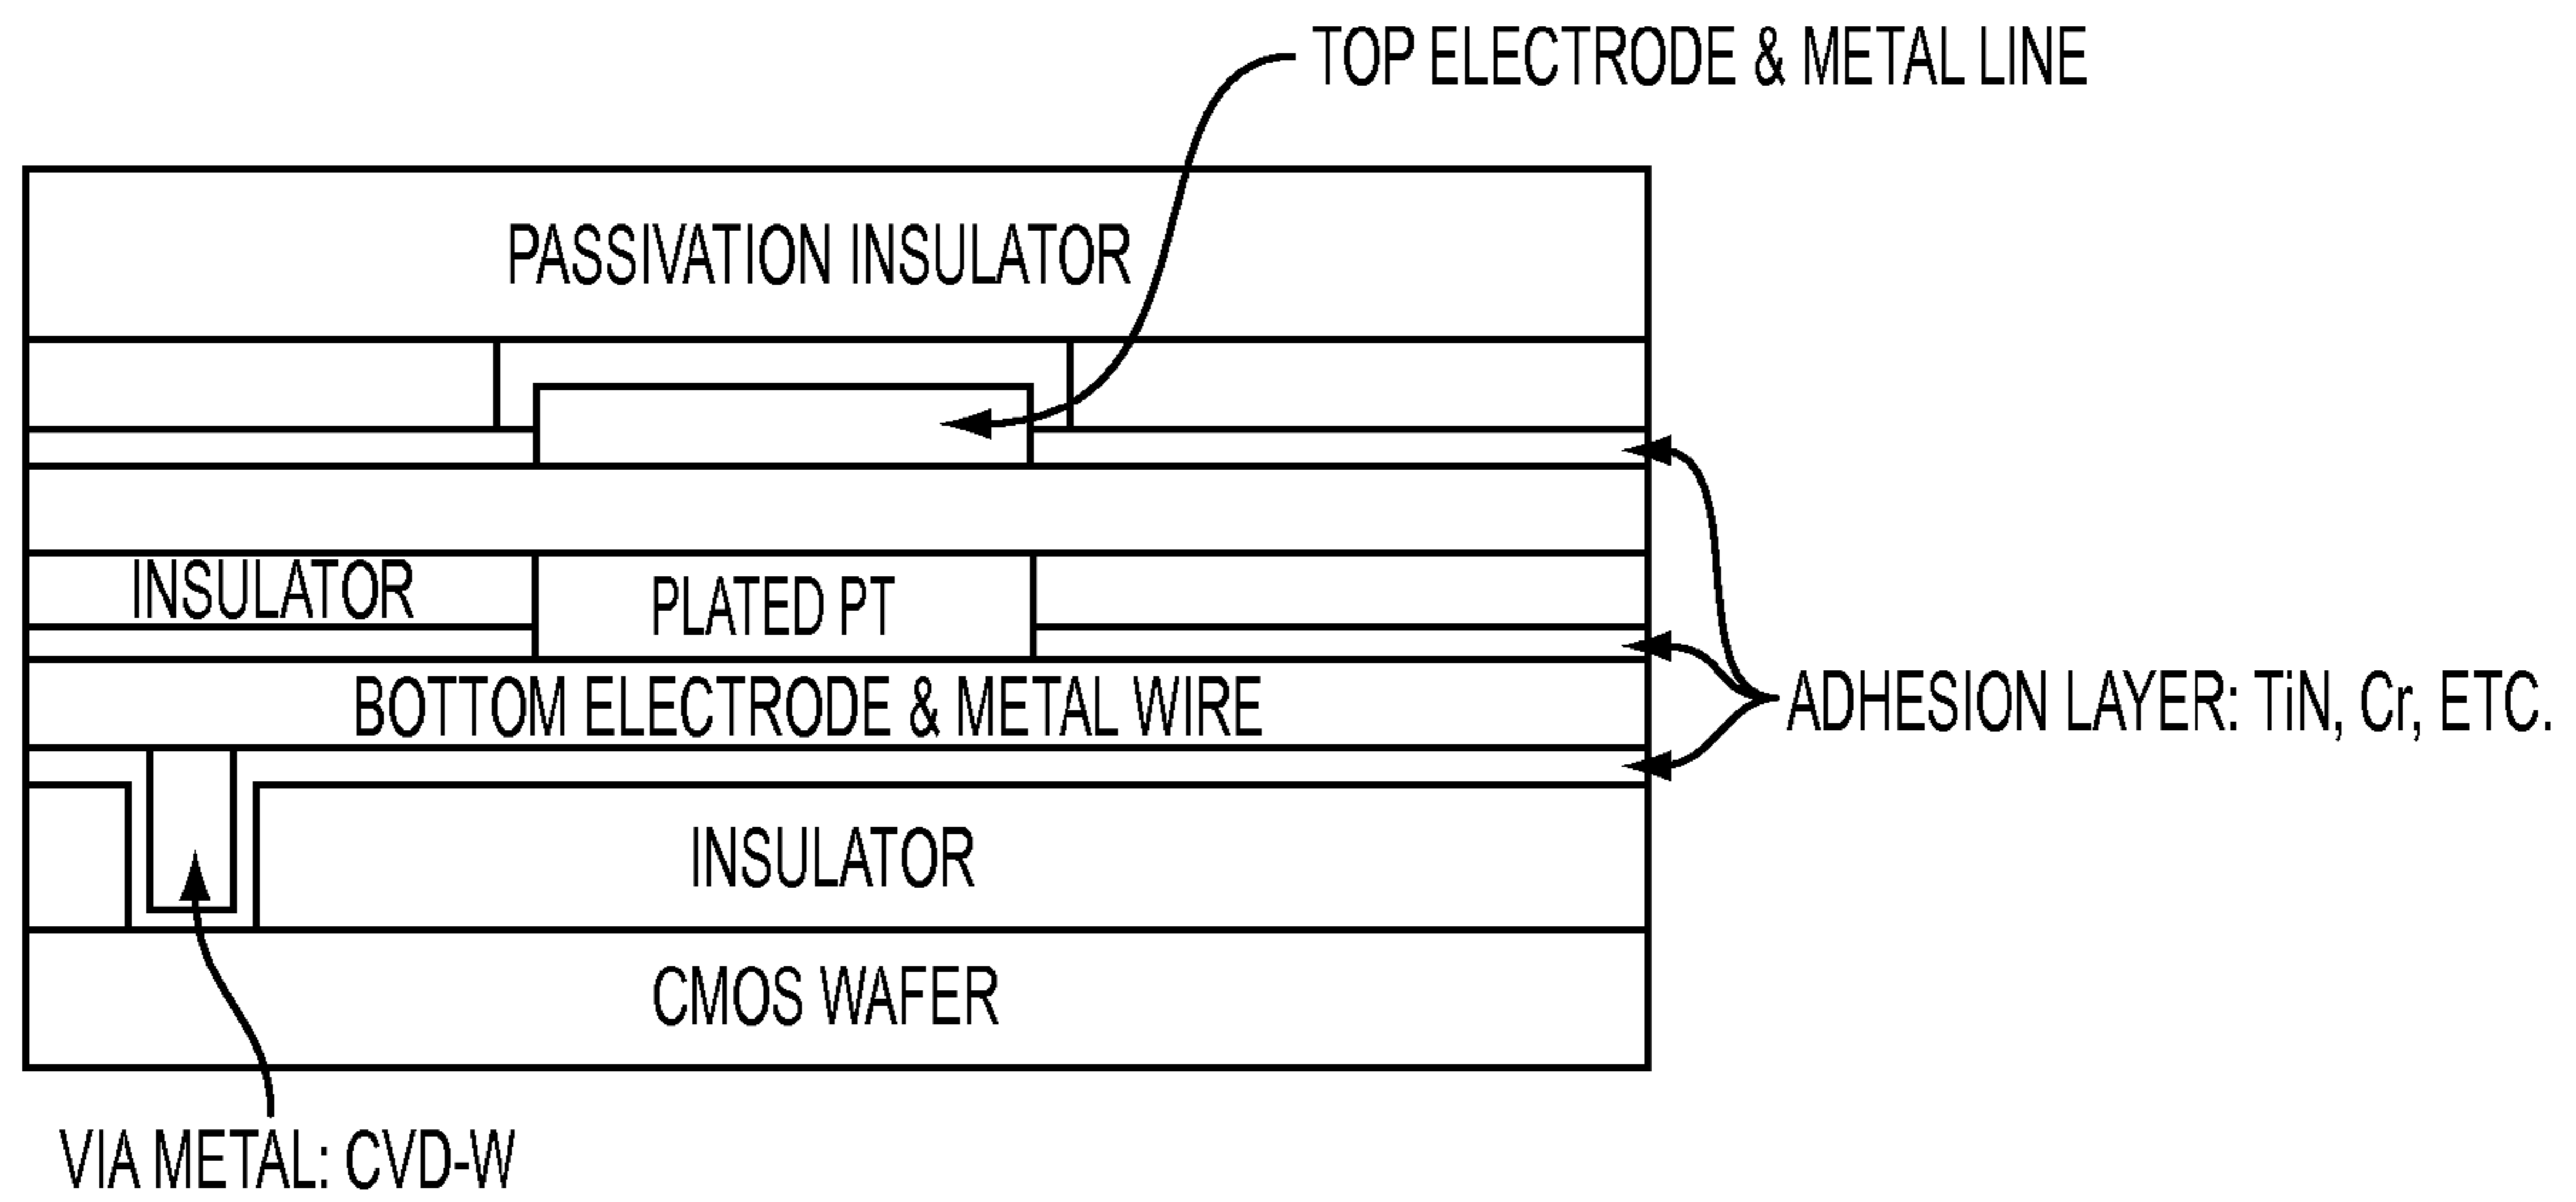 TOP ELECTRODE & METAL LINE
PASSIVATION INSULATOR
INSULATOR
PLATED PT
BOTTOM ELECTRODE & METAL WIRE
ADHESION LAYER: TiN, Cr, ETC.
INSULATOR
CMOS WAFER
VIA METAL: CVD-W